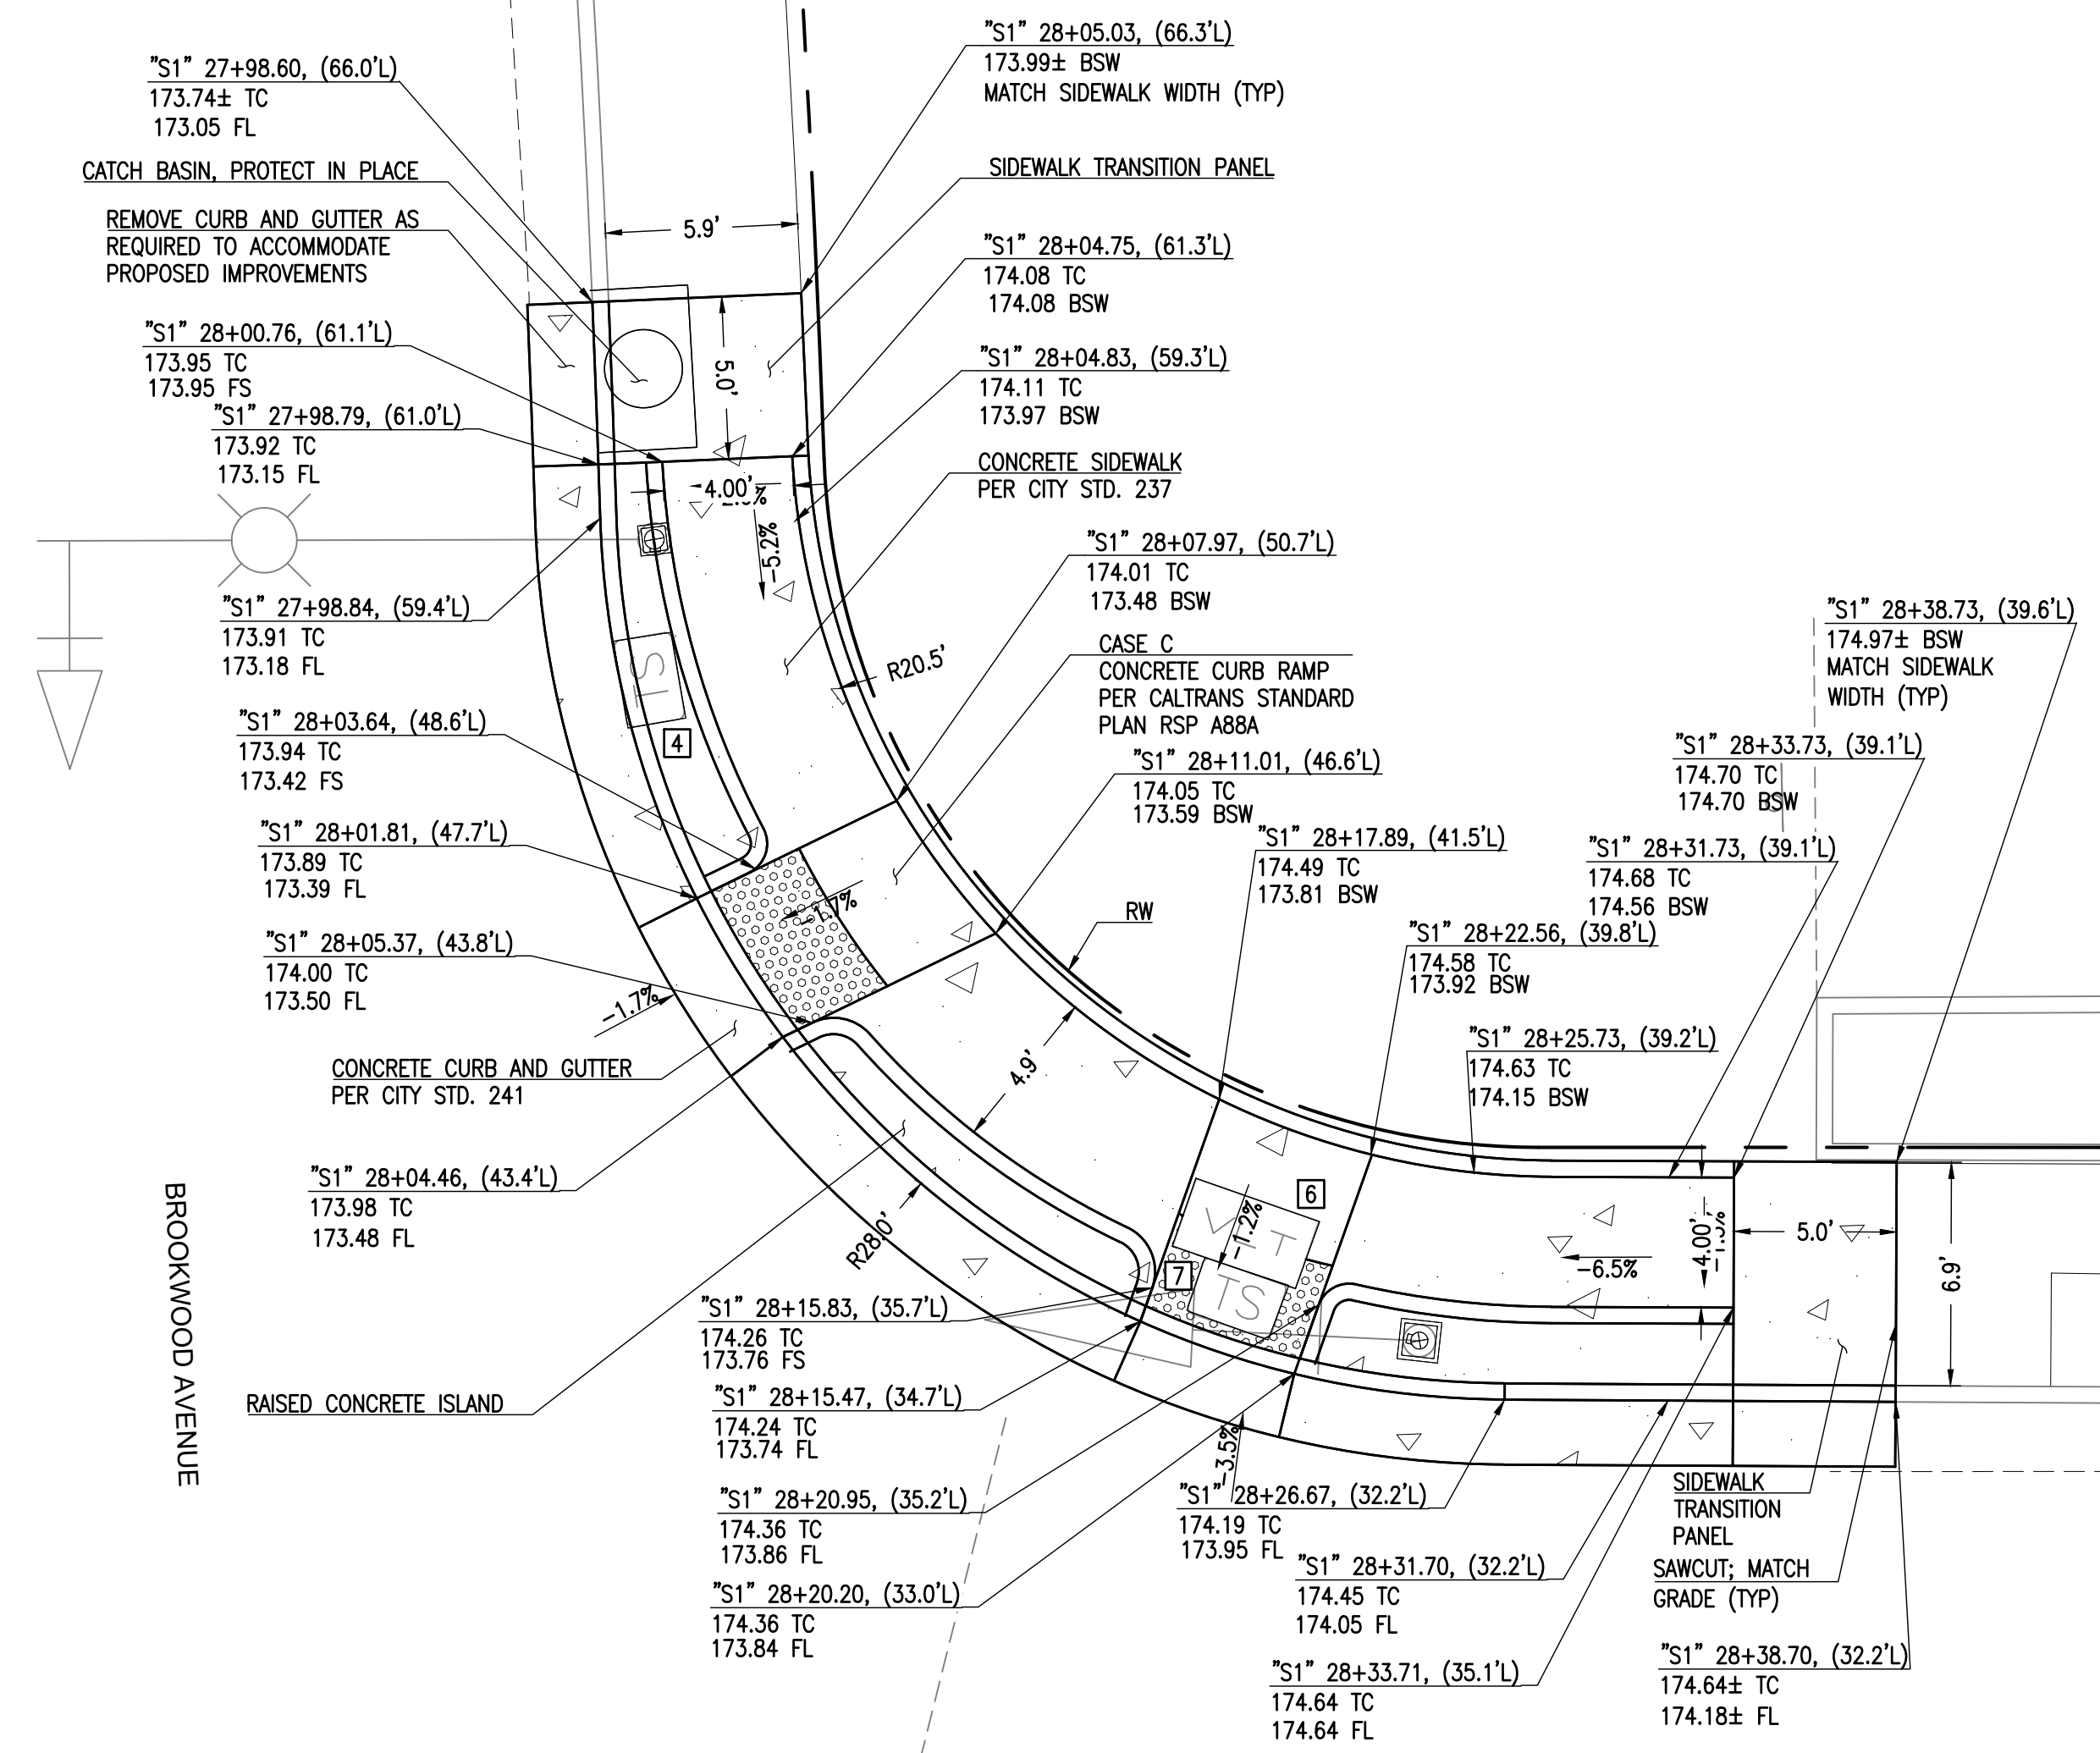 "S1" 28+05.03, (66.3'L)
173.99± BSW
MATCH SIDEWALK WIDTH (TYP)
"S1" 27+98.60, (66.0'L)
173.74± TC
173.05 FL
CATCH BASIN, PROTECT IN PLACE
SIDEWALK TRANSITION PANEL
REMOVE CURB AND GUTTER AS
REQUIRED TO ACCOMMODATE
PROPOSED IMPROVEMENTS
5.9'
"S1" 28+04.75, (61.3'L)
174.08 TC
174.08 BSW
"S1" 28+00.76, (61.1'L)
173.95 TC
173.95 FS
5.0'
"S1" 28+04.83, (59.3'L)
174.11 TC
173.97 BSW
"S1" 27+98.79, (61.0'L)
173.92 TC
173.15 FL
CONCRETE SIDEWALK
PER CITY STD. 237
4.00'
-5.2%
"S1" 28+07.97, (50.7'L)
174.01 TC
173.48 BSW
"S1" 27+98.84, (59.4'L)
173.91 TC
173.18 FL
CASE C
CONCRETE CURB RAMP
PER CALTRANS STANDARD
PLAN RSP A88A
R20.5'
ST
4
"S1" 28+38.73, (39.6'L)
174.97± BSW
MATCH SIDEWALK
WIDTH (TYP)
"S1" 28+03.64, (48.6'L)
173.94 TC
173.42 FS
"S1" 28+11.01, (46.6'L)
174.05 TC
173.59 BSW
"S1" 28+33.73, (39.1'L)
174.70 TC
174.70 BSW
"S1" 28+01.81, (47.7'L)
173.89 TC
173.39 FL
"S1" 28+17.89, (41.5'L)
174.49 TC
173.81 BSW
"S1" 28+31.73, (39.1'L)
174.68 TC
174.56 BSW
-1.7%
RW
"S1" 28+05.37, (43.8'L)
174.00 TC
173.50 FL
"S1" 28+22.56, (39.8'L)
174.58 TC
173.92 BSW
-1.7%
"S1" 28+25.73, (39.2'L)
174.63 TC
174.15 BSW
CONCRETE CURB AND GUTTER
PER CITY STD. 241
4.9'
"S1" 28+04.46, (43.4'L)
173.98 TC
173.48 FL
BROOKWOOD AVENUE
R28.0'
6
VLT
-1.2%
7
TS
4.00'
5.0'
-6.5%
6.9'
"S1" 28+15.83, (35.7'L)
174.26 TC
173.76 FS
RAISED CONCRETE ISLAND
"S1" 28+15.47, (34.7'L)
174.24 TC
173.74 FL
-3.5%
"S1" 28+20.95, (35.2'L)
174.36 TC
173.86 FL
"S1" 28+26.67, (32.2'L)
174.19 TC
173.95 FL
SIDEWALK
TRANSITION
PANEL
"S1" 28+20.20, (33.0'L)
174.36 TC
173.84 FL
"S1" 28+31.70, (32.2'L)
174.45 TC
174.05 FL
SAWCUT; MATCH
GRADE (TYP)
"S1" 28+33.71, (35.1'L)
174.64 TC
174.64 FL
"S1" 28+38.70, (32.2'L)
174.64± TC
174.18± FL